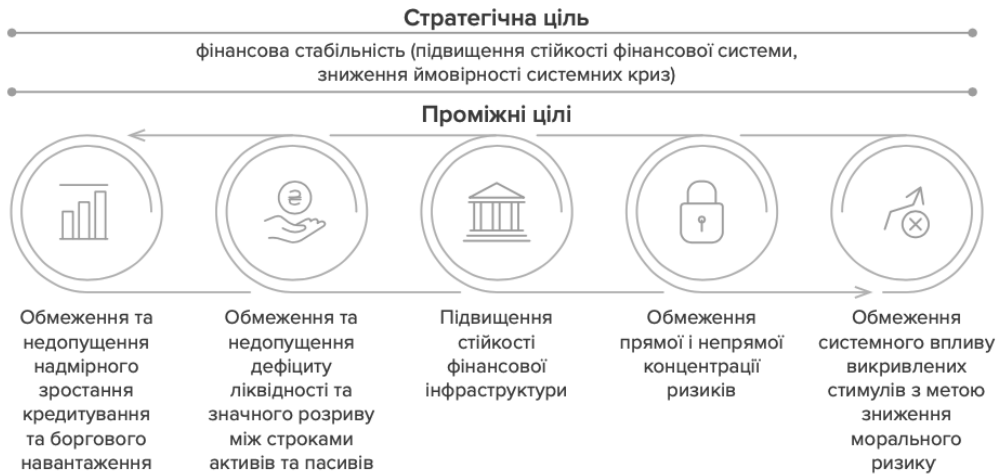 Стратегічна ціль
фінансова стабільність (підвищення стійкості фінансової системи,
зниження ймовірності системних криз)
Проміжні цілі
₴
Обмеження та
недопущення
надмірного
зростання
кредитування
та боргового
навантаження
Обмеження та
недопущення
дефіциту
ліквідності та
значного розриву
між строками
активів та пасивів
Підвищення
стійкості
фінансової
інфраструктури
Обмеження
прямої і непрямої
концентрації
ризиків
Обмеження
системного впливу
викривлених
стимулів з метою
зниження
морального
ризику